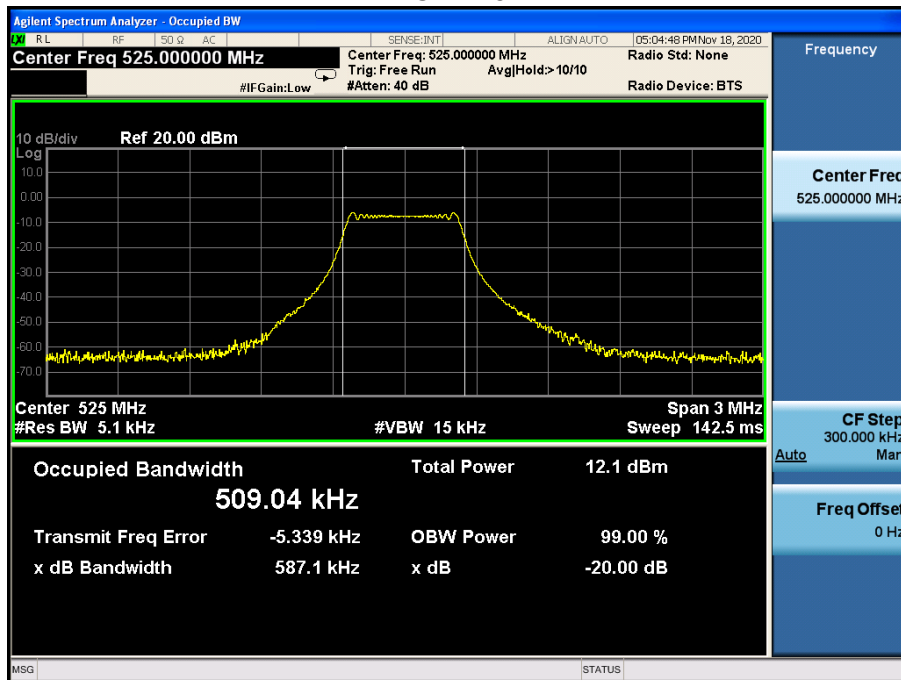 Agilent Spectrum Analyzer - Occupied BW
LXI RL RF 50 Ω AC SENSE:INT ALIGN AUTO 05:04:48 PM Nov 18, 2020
Center Freq 525.000000 MHz
Center Freq: 525.000000 MHz Radio Std: None
Trig: Free Run Avg|Hold:> 10/10
#IFGain:Low #Atten: 40 dB Radio Device: BTS
10 dB/div Ref 20.00 dBm
Log
10.0
0.00
-10.0
-20.0
-30.0
-40.0
-50.0
-60.0
-70.0
Center 525 MHz Span 3 MHz
#Res BW 5.1 kHz #VBW 15 kHz Sweep 142.5 ms
Occupied Bandwidth Total Power 12.1 dBm
509.04 kHz
Transmit Freq Error -5.339 kHz OBW Power 99.00 %
x dB Bandwidth 587.1 kHz x dB -20.00 dB
MSG STATUS
Frequency
Center Freq
525.000000 MHz
CF Step
300.000 kHz
Auto Man
Freq Offset
0 Hz